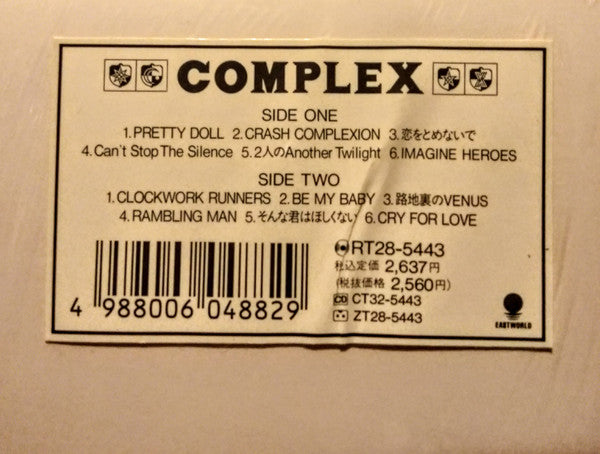 COMPLEX
SIDE ONE
1.PRETTY DOLL 2.CRASH COMPLEXION 3.恋をとめないで
4.Can't Stop The Silence 5.2人のAnother Twilight 6.IMAGINE HEROES
SIDE TWO
1.CLOCKWORK RUNNERS 2.BE MY BABY 3.路地裏のVENUS
4.RAMBLING MAN 5.そんな君はほしくない 6.CRY FOR LOVE
4 988006 048829
RT28-5443
税込定価 2,637円
(税抜価格 2,560円)
CD CT32-5443
ZT28-5443
EASTWORLD